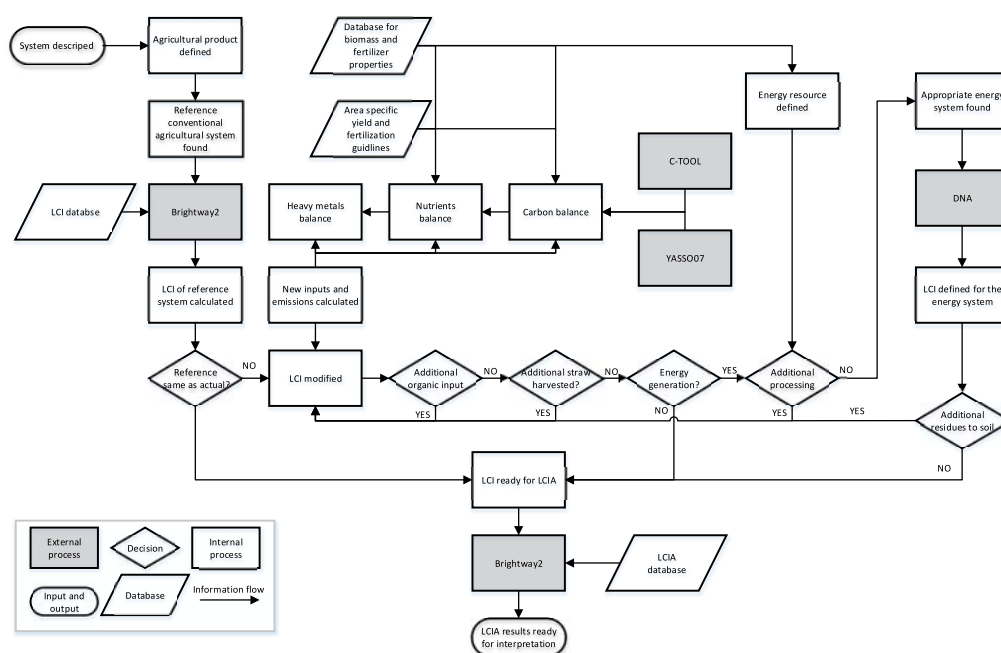 System descriped
Agricultural product
defined
Reference
conventional
agricultural system
found
LCI databse
Brightway2
LCI of reference
system calculated
Reference
same as actual?
NO
Database for
biomass and
fertilizer
properties
Area specific
yield and
fertilization
guidlines
Heavy metals
balance
Nutrients
balance
Carbon balance
C-TOOL
YASSO07
New inputs and
emissions calculated
LCI modified
Additional
organic input
NO
YES
Additional straw
harvested?
NO
YES
Energy
generation?
YES
NO
Energy resource
defined
Additional
processing
NO
YES
Appropriate energy
system found
DNA
LCI defined for the
energy system
Additional
residues to soil
YES
NO
LCI ready for LCIA
Brightway2
LCIA
database
LCIA results ready
for interpretation
External
process
Decision
Internal
process
Input and
output
Database
Information flow